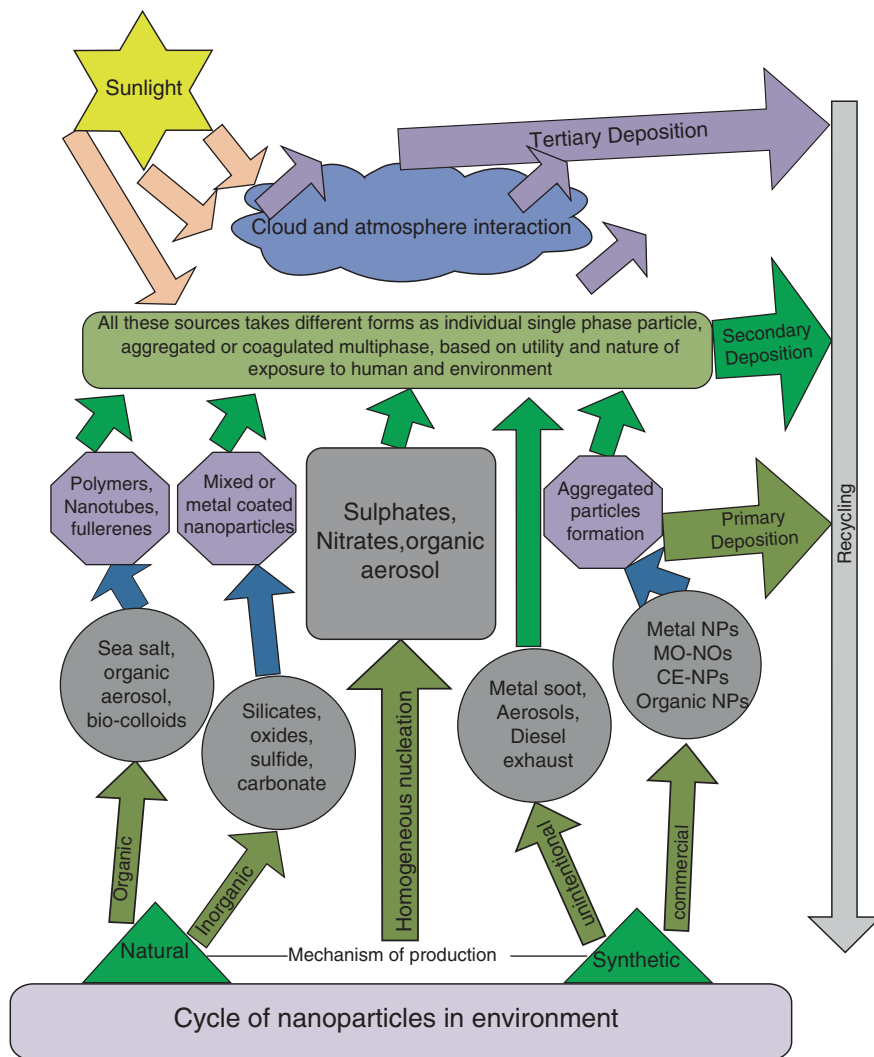 Sunlight
Tertiary Deposition
Cloud and atmosphere interaction
All these sources takes different forms as individual single phase particle,
aggregated or coagulated multiphase, based on utility and nature of
exposure to human and environment
Secondary
Deposition
Polymers,
Nanotubes,
fullerenes
Mixed or
metal coated
nanoparticles
Sulphates,
Nitrates,organic
aerosol
Aggregated
particles
formation
Primary
Deposition
Recycling
Sea salt,
organic
aerosol,
bio-colloids
Silicates,
oxides,
sulfide,
carbonate
Metal soot,
Aerosols,
Diesel
exhaust
Metal NPs
MO-NOs
CE-NPs
Organic NPs
Organic
Inorganic
Homogeneous nucleation
unintentional
commercial
Natural
Mechanism of production
Synthetic
Cycle of nanoparticles in environment